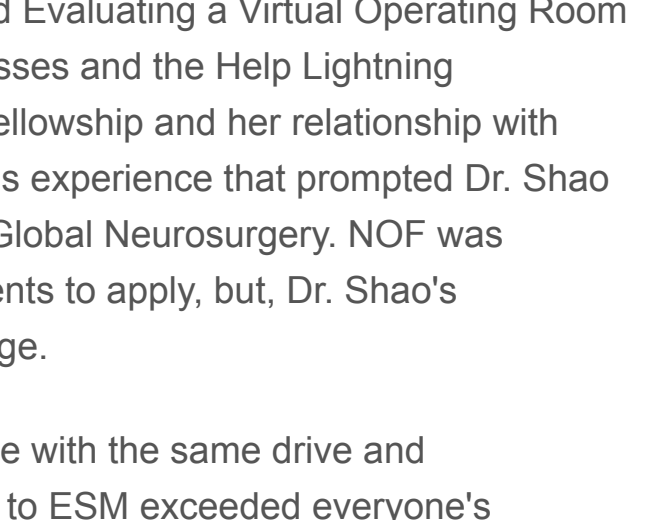 d Evaluating a Virtual Operating Room
sses and the Help Lightning
ellowship and her relationship with
s experience that prompted Dr. Shao
Global Neurosurgery. NOF was
ents to apply, but, Dr. Shao's
ge.
e with the same drive and
to ESM exceeded everyone's